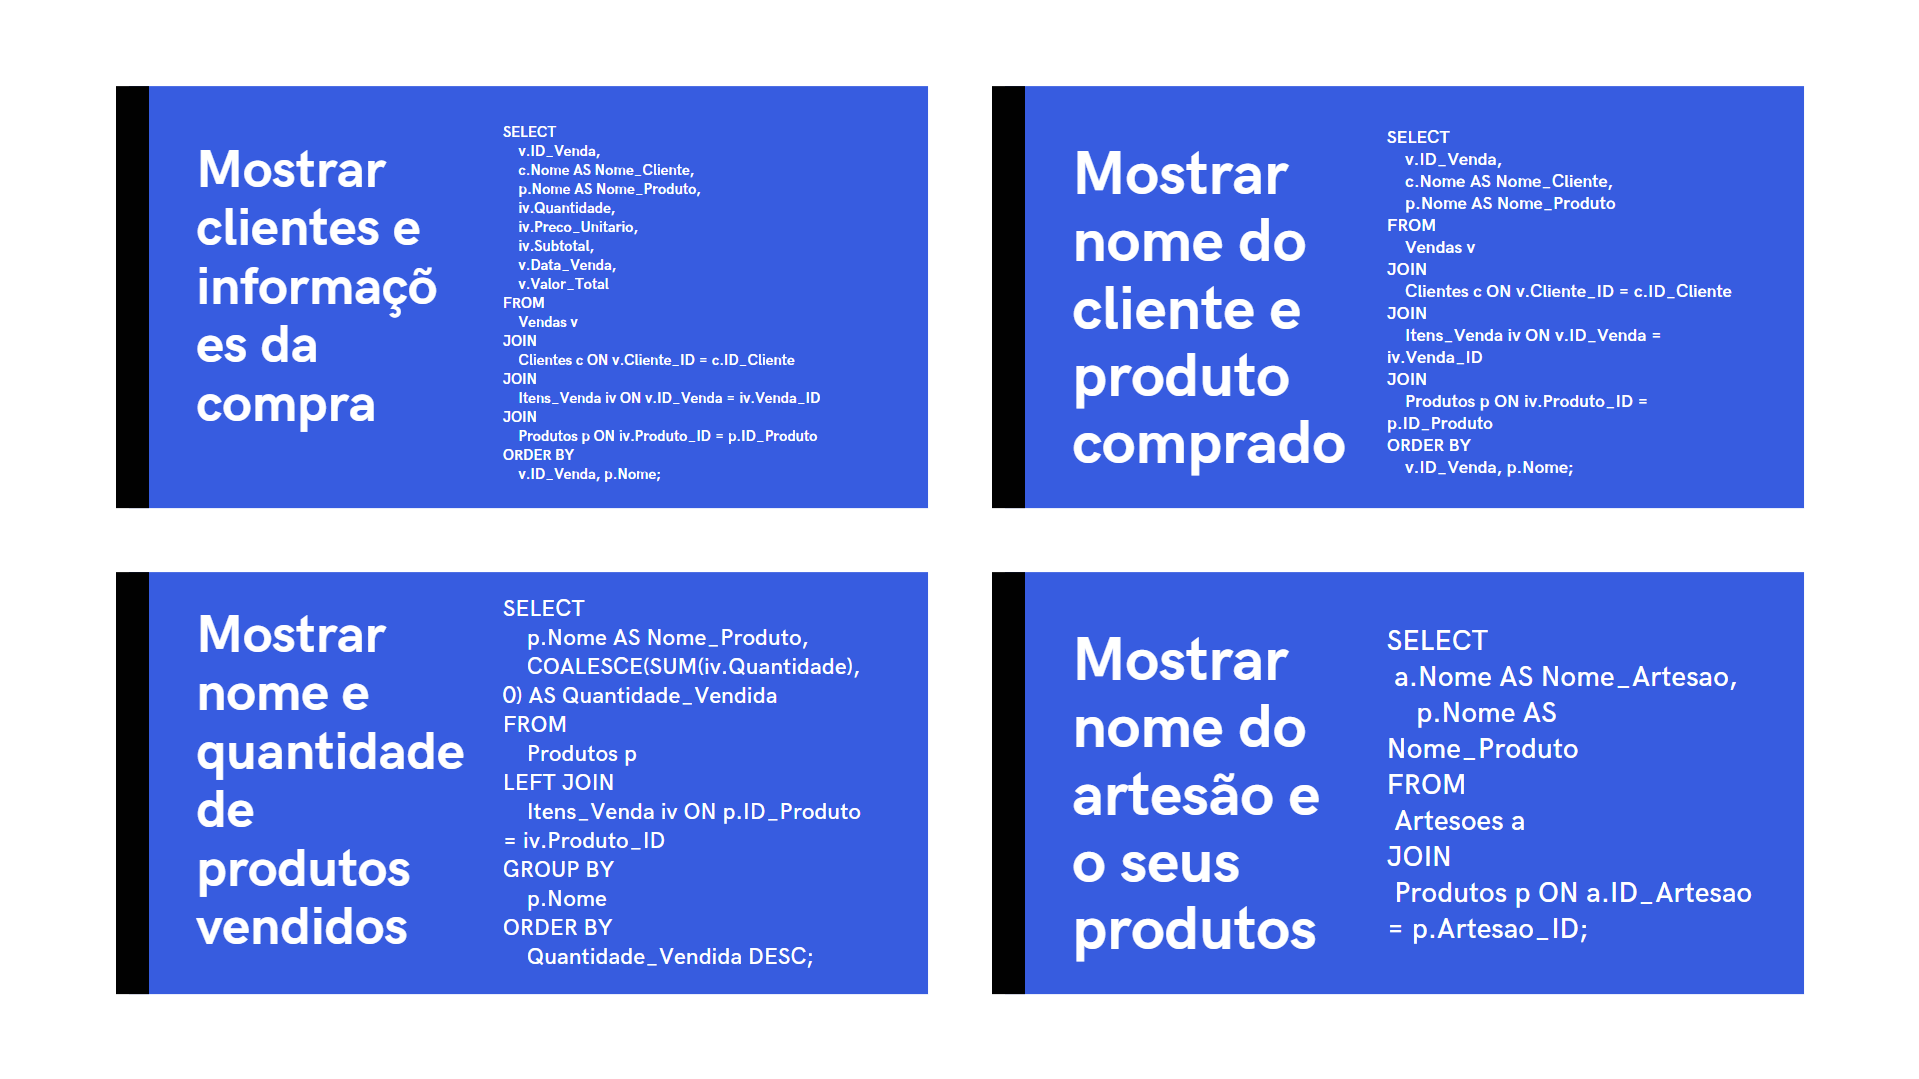 Mostrar
clientes e
informaçõ
es da
compra
SELECT
v.ID_Venda,
c.Nome AS Nome_Cliente,
p.Nome AS Nome_Produto,
iv.Quantidade,
iv.Preco_Unitario,
iv.Subtotal,
v.Data_Venda,
v.Valor_Total
FROM
Vendas v
JOIN
Clientes c ON v.Cliente_ID = c.ID_Cliente
JOIN
Itens_Venda iv ON v.ID_Venda = iv.Venda_ID
JOIN
Produtos p ON iv.Produto_ID = p.ID_Produto
ORDER BY
v.ID_Venda, p.Nome;
Mostrar
nome do
cliente e
produto
comprado
SELECT
v.ID_Venda,
c.Nome AS Nome_Cliente,
p.Nome AS Nome_Produto
FROM
Vendas v
JOIN
Clientes c ON v.Cliente_ID = c.ID_Cliente
JOIN
Itens_Venda iv ON v.ID_Venda =
iv.Venda_ID
JOIN
Produtos p ON iv.Produto_ID =
p.ID_Produto
ORDER BY
v.ID_Venda, p.Nome;
Mostrar
nome e
quantidade
de
produtos
vendidos
SELECT
p.Nome AS Nome_Produto,
COALESCE(SUM(iv.Quantidade),
0) AS Quantidade_Vendida
FROM
Produtos p
LEFT JOIN
Itens_Venda iv ON p.ID_Produto
= iv.Produto_ID
GROUP BY
p.Nome
ORDER BY
Quantidade_Vendida DESC;
Mostrar
nome do
artesão e
o seus
produtos
SELECT
a.Nome AS Nome_Artesao,
p.Nome AS
Nome_Produto
FROM
Artesoes a
JOIN
Produtos p ON a.ID_Artesao
= p.Artesao_ID;